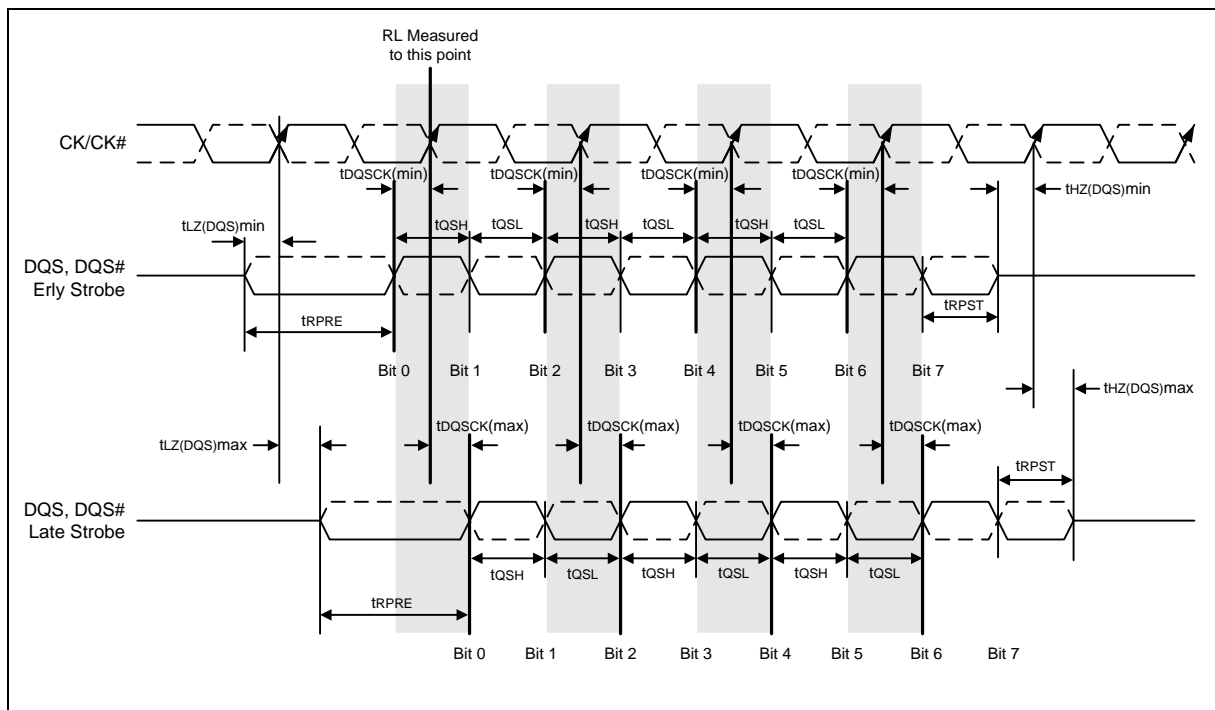 RL Measured
to this point
CK/CK#
tDQSCK(min) tDQSCK(min) tDQSCK(min) tDQSCK(min)
tHZ(DQS)min
tLZ(DQS)min
tQSH tQSL tQSH tQSL tQSH tQSL
DQS, DQS#
Erly Strobe
tRPRE
tRPST
Bit 0 Bit 1 Bit 2 Bit 3 Bit 4 Bit 5 Bit 6 Bit 7
tHZ(DQS)max
tDQSCK(max) tDQSCK(max) tDQSCK(max) tDQSCK(max)
tLZ(DQS)max
tRPST
DQS, DQS#
Late Strobe
tQSH tQSL tQSH tQSL tQSH tQSL
tRPRE
Bit 0 Bit 1 Bit 2 Bit 3 Bit 4 Bit 5 Bit 6 Bit 7